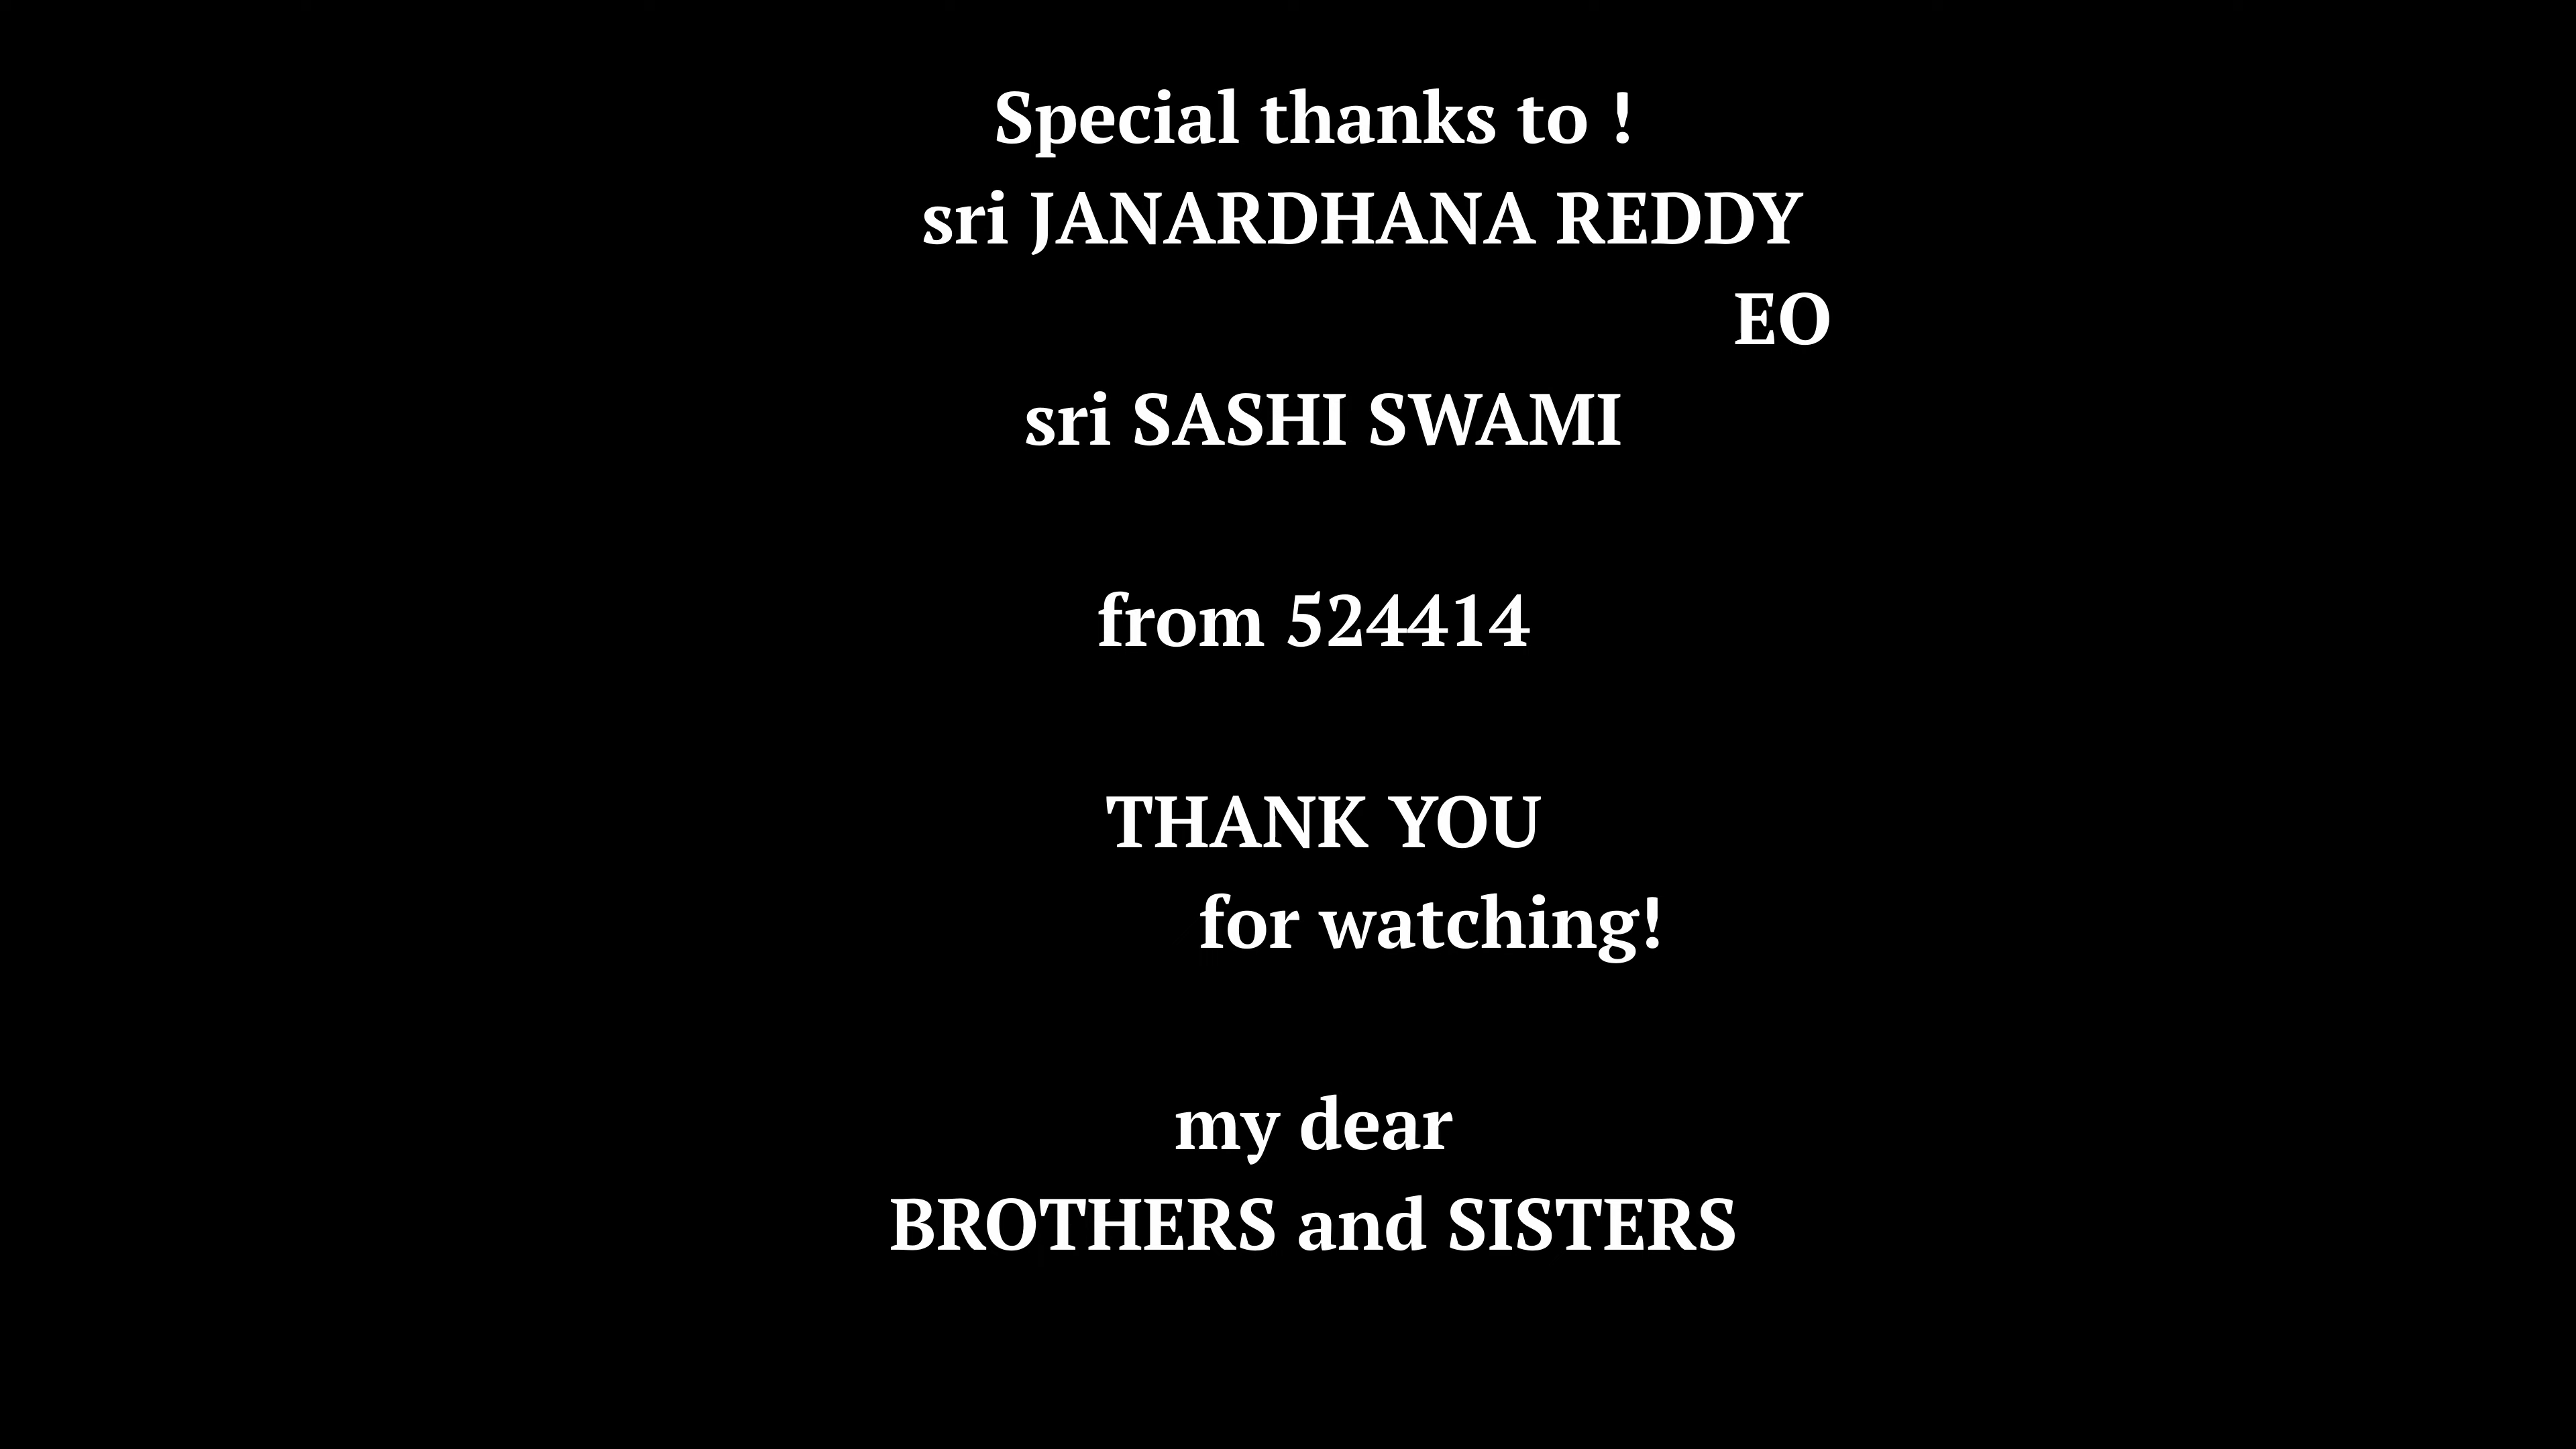 Special thanks to !
sri JANARDHANA REDDY
EO
sri SASHI SWAMI
from 524414
THANK YOU
for watching!
my dear
BROTHERS and SISTERS